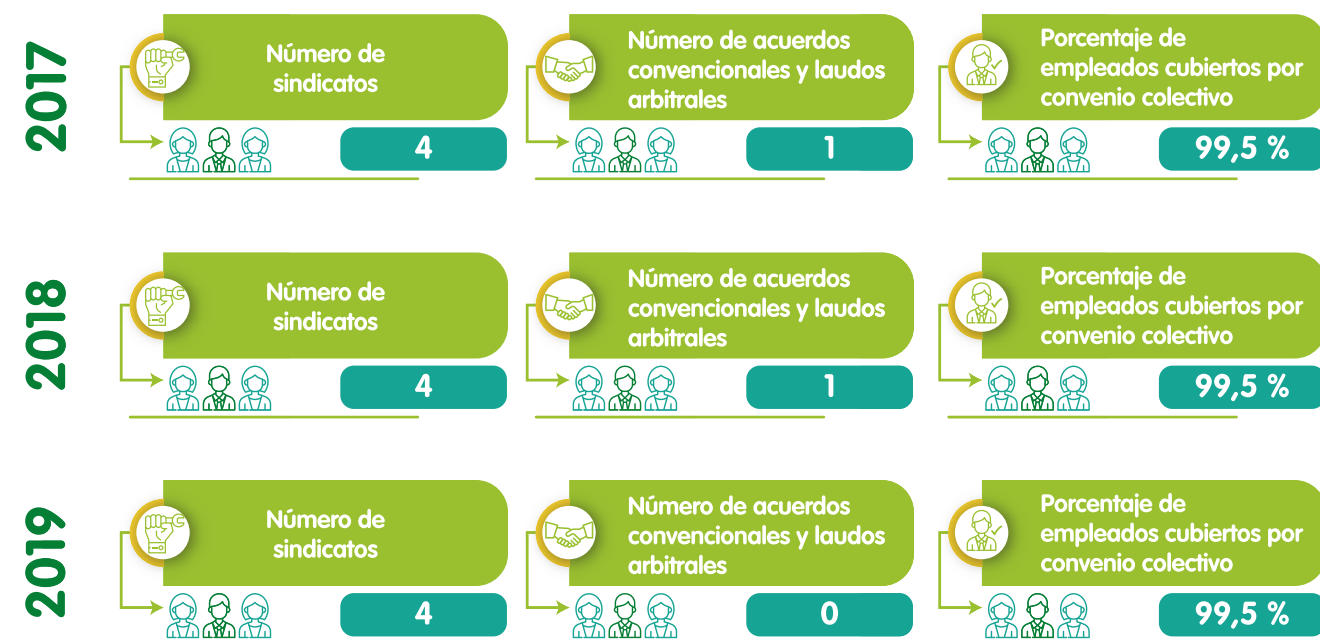 2017
Número de
sindicatos
4
Número de acuerdos
convencionales y laudos
arbitrales
1
Porcentaje de
empleados cubiertos por
convenio colectivo
99,5 %
2018
Número de
sindicatos
4
Número de acuerdos
convencionales y laudos
arbitrales
1
Porcentaje de
empleados cubiertos por
convenio colectivo
99,5 %
2019
Número de
sindicatos
4
Número de acuerdos
convencionales y laudos
arbitrales
0
Porcentaje de
empleados cubiertos por
convenio colectivo
99,5 %